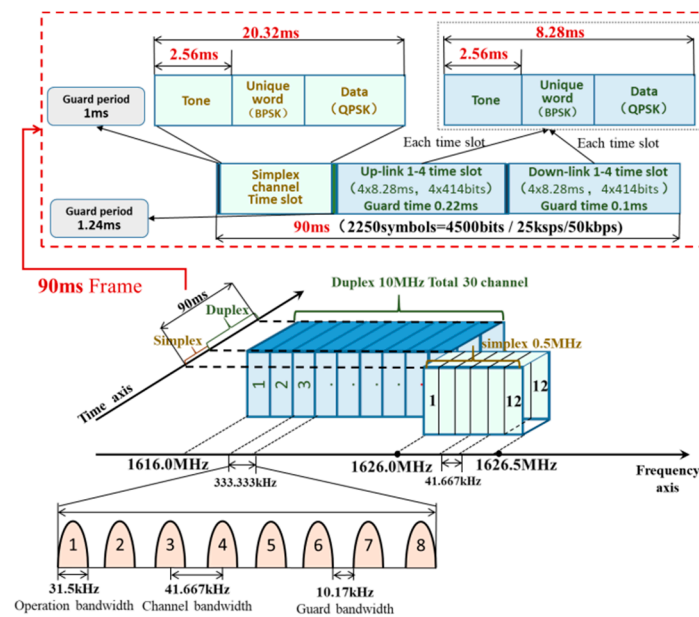 20.32ms
8.28ms
2.56ms
2.56ms
Tone
Unique
word
（BPSK）
Data
（QPSK）
Tone
Unique
word
（BPSK）
Data
（QPSK）
Guard period
1ms
Each time slot
Each time slot
Simplex
channel
Time slot
Up-link 1-4 time slot
（4x8.28ms， 4x414bits）
Guard time 0.22ms
Down-link 1-4 time slot
（4x8.28ms， 4x414bits）
Guard time 0.1ms
Guard period
1.24ms
90ms（2250symbols=4500bits / 25ksps/50kbps)
90ms Frame
Duplex 10MHz Total 30 channel
90ms
Duplex
Simplex
simplex 0.5MHz
Time axis
1 2 3 . . . . .
1 12 12
1616.0MHz
1626.0MHz
1626.5MHz
333.333kHz
41.667kHz
Frequency
axis
1 2 3 4 5 6 7 8
31.5kHz
41.667kHz
10.17kHz
Operation bandwidth
Channel bandwidth
Guard bandwidth